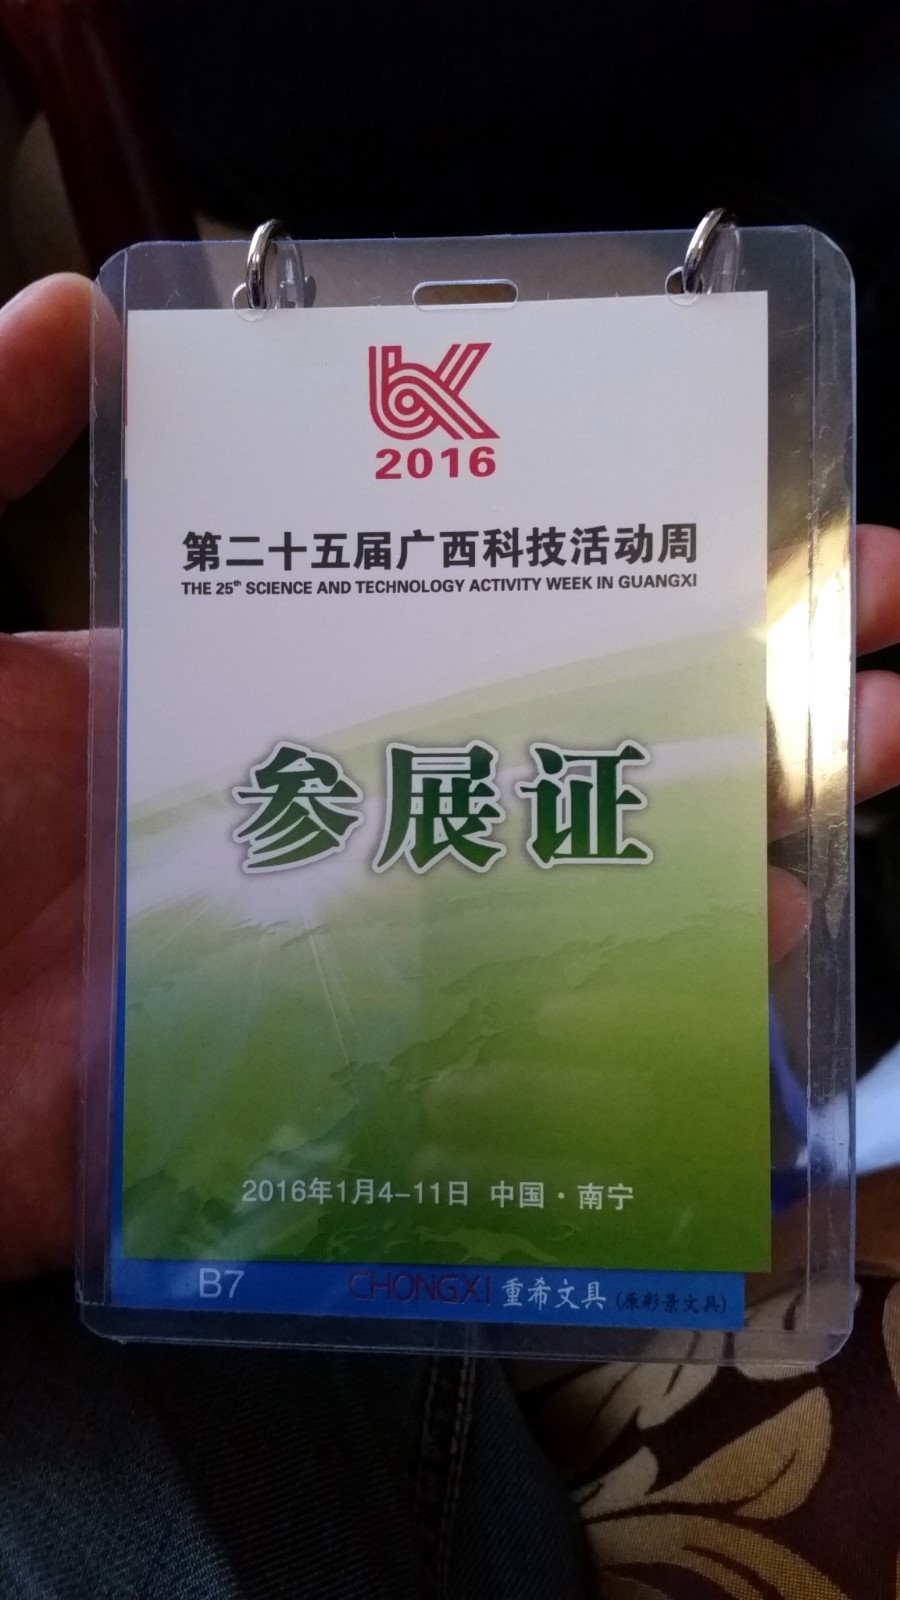 2016
第二十五届广西科技活动周
THE 25th SCIENCE AND TECHNOLOGY ACTIVITY WEEK IN GUANGXI
参展证
2016年1月4-11日 中国·南宁
B7 CHONGXI 重希文具 (原彩景文具)